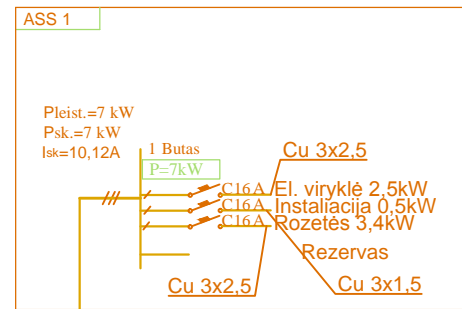 ASS 1
Pleist.=7 kW
Psk.=7 kW
Isk=10,12A
1 Butas
P=7kW
Cu 3x2,5
C16A El. viryklė 2,5kW
C16A Instaliacija 0,5kW
C16A Rozetės 3,4kW
Rezervas
Cu 3x2,5
Cu 3x1,5